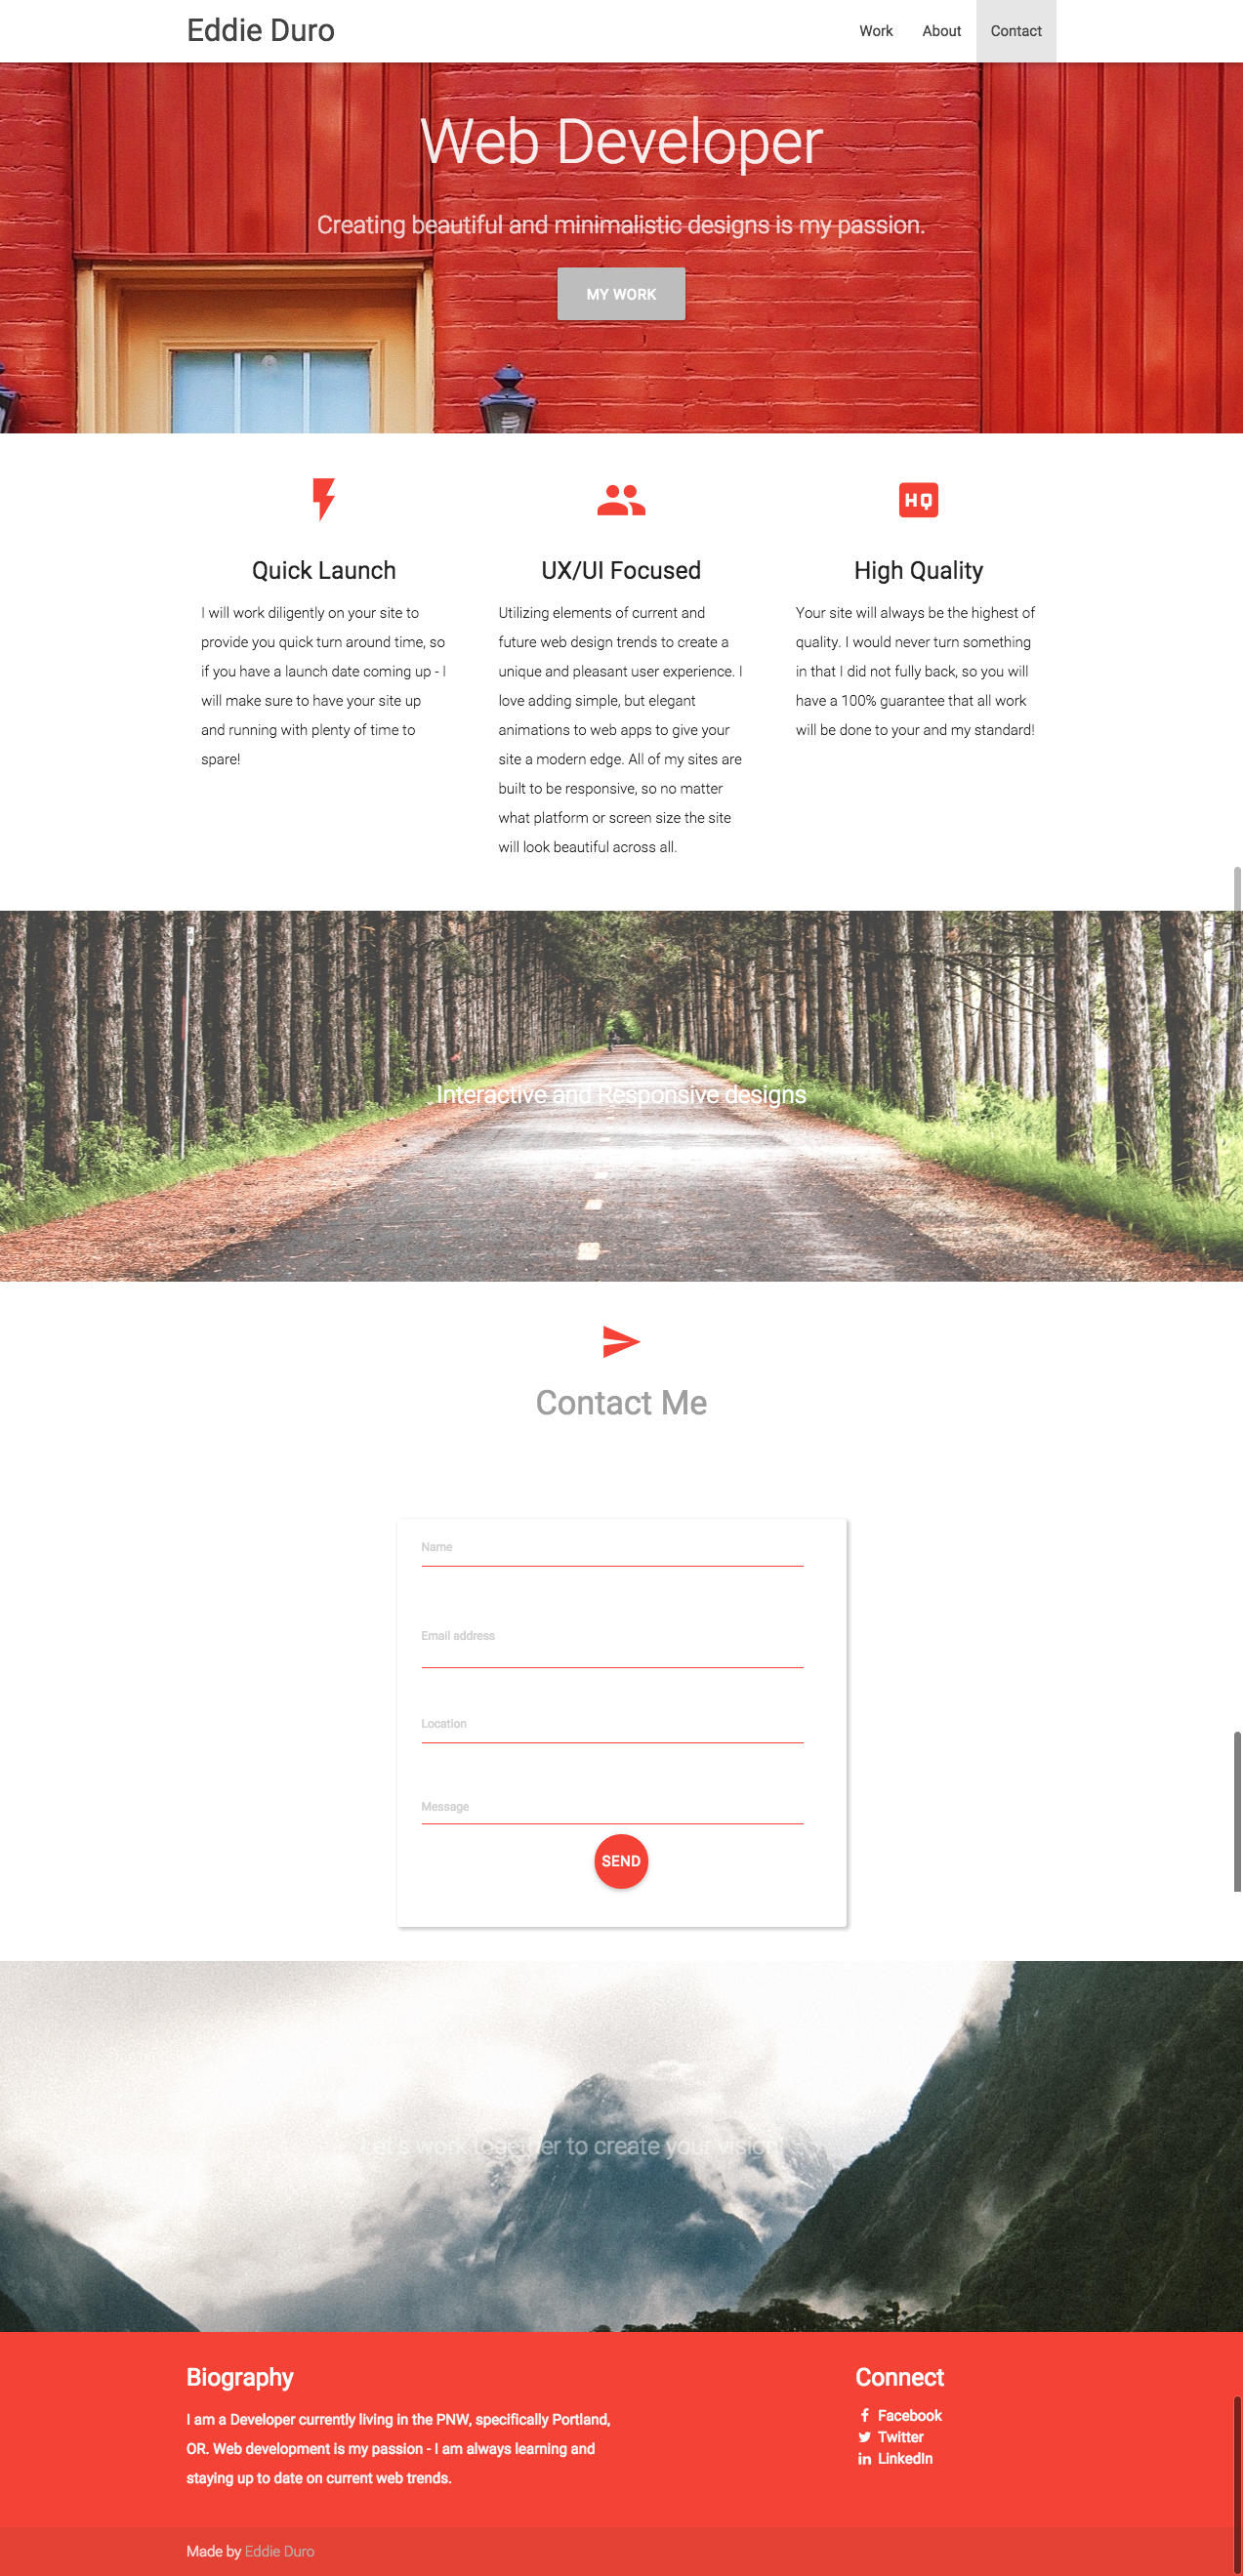 Eddie Duro
Work
About
Contact
Web Developer
Creating beautiful and minimalistic designs is my passion.
MY WORK
HQ
Quick Launch
I will work diligently on your site to
provide you quick turn around time, so
if you have a launch date coming up - I
will make sure to have your site up
and running with plenty of time to
spare!
UX/UI Focused
Utilizing elements of current and
future web design trends to create a
unique and pleasant user experience. I
love adding simple, but elegant
animations to web apps to give your
site a modern edge. All of my sites are
built to be responsive, so no matter
what platform or screen size the site
will look beautiful across all.
High Quality
Your site will always be the highest of
quality. I would never turn something
in that I did not fully back, so you will
have a 100% guarantee that all work
will be done to your and my standard!
Interactive and Responsive designs
Contact Me
Name
Email address
Location
Message
SEND
Let's work together to create your vision
Biography
I am a Developer currently living in the PNW, specifically Portland,
OR. Web development is my passion - I am always learning and
staying up to date on current web trends.
Connect
Facebook
Twitter
LinkedIn
Made by Eddie Duro